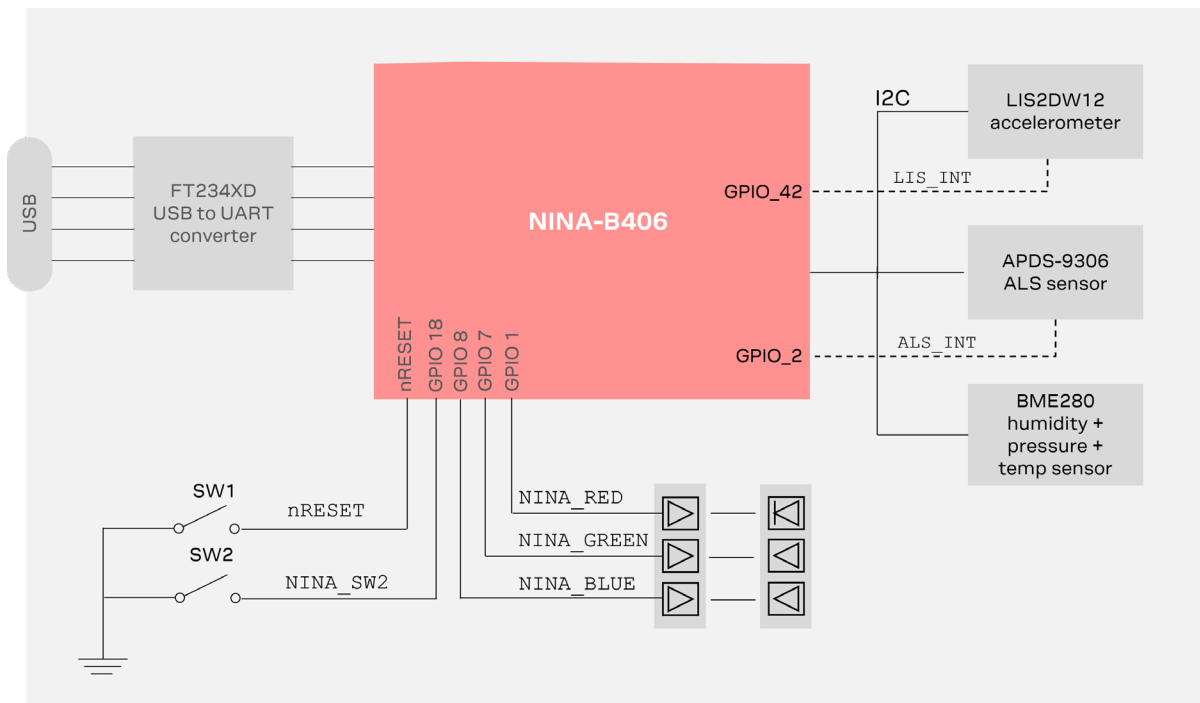 I2C
LIS2DW12
accelerometer
LIS_INT
USB
FT234XD
USB to UART
converter
GPIO_42
NINA-B406
APDS-9306
ALS sensor
ALS_INT
GPIO_2
nRESET
GPIO 18
GPIO 8
GPIO 7
GPIO 1
BME280
humidity +
pressure +
temp sensor
SW1
nRESET
NINA_RED
SW2
NINA_GREEN
NINA_SW2
NINA_BLUE